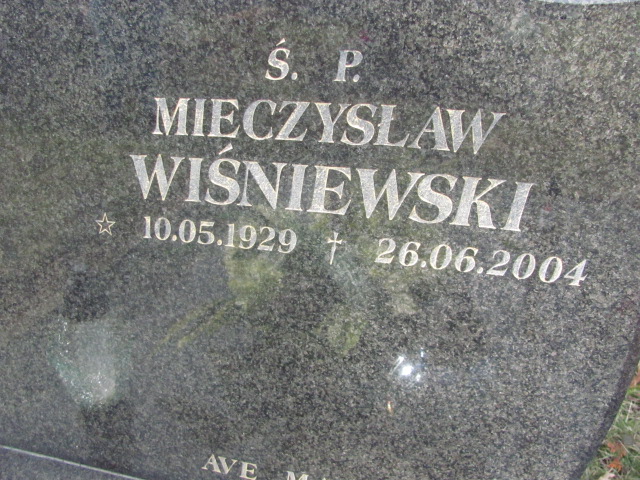 Ś. P.
MIECZYSŁAW
WIŚNIEWSKI
☆ 10.05.1929 † 26.06.2004
AVE